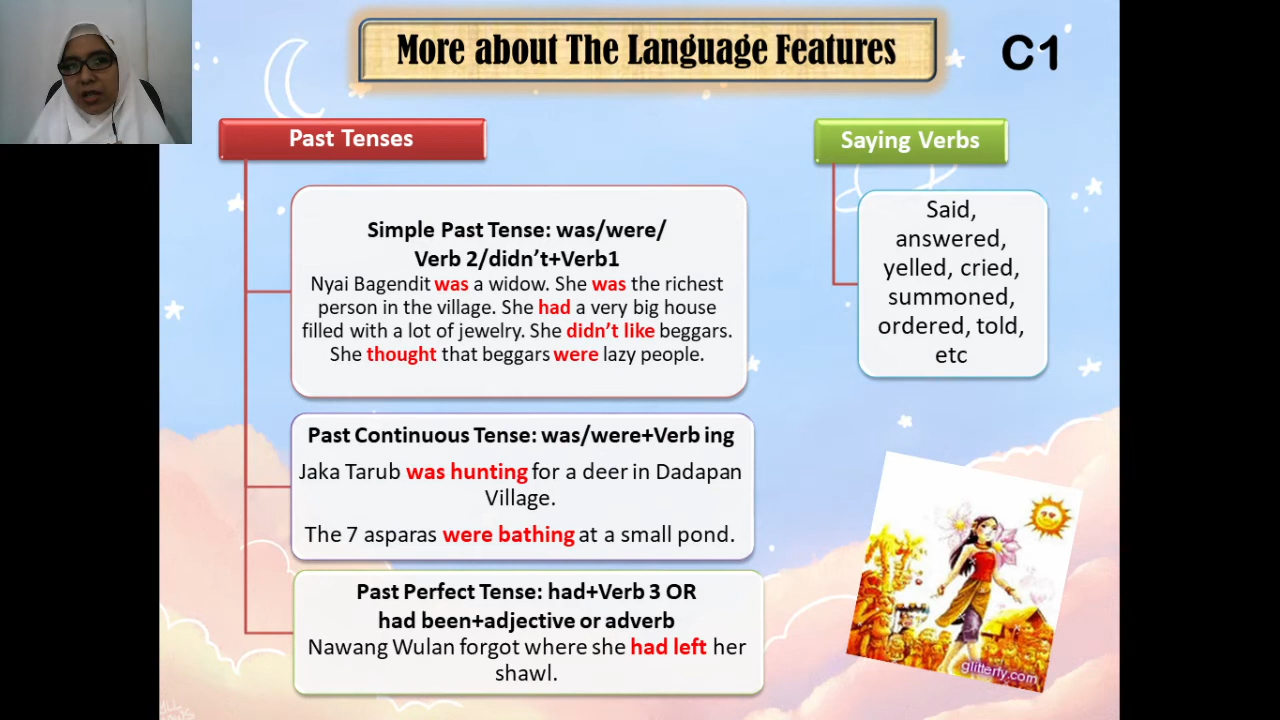 More about The Language Features
C1
Past Tenses
Simple Past Tense: was/were/
Verb 2/didn’t+Verb1
Nyai Bagendit was a widow. She was the richest
person in the village. She had a very big house
filled with a lot of jewelry. She didn’t like beggars.
She thought that beggars were lazy people.
Past Continuous Tense: was/were+Verb ing
Jaka Tarub was hunting for a deer in Dadapan
Village.
The 7 asparas were bathing at a small pond.
Past Perfect Tense: had+Verb 3 OR
had been+adjective or adverb
Nawang Wulan forgot where she had left her
shawl.
Saying Verbs
Said,
answered,
yelled, cried,
summoned,
ordered, told,
etc
glitterfy.com